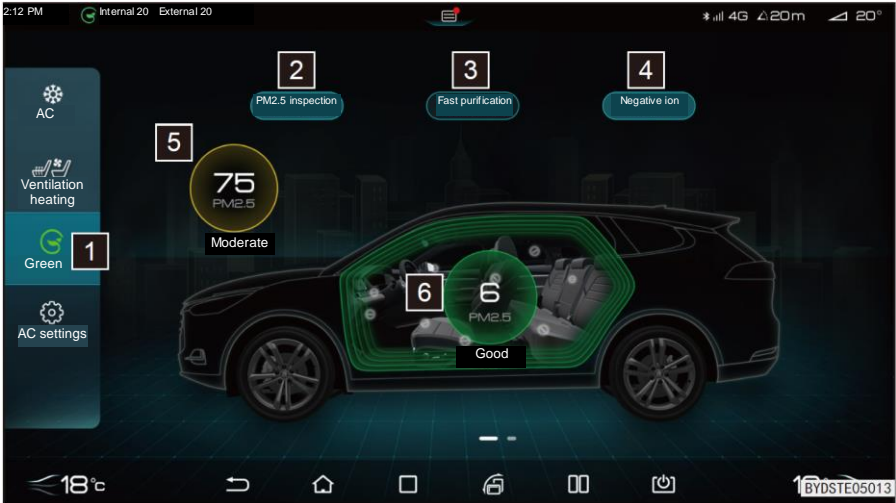 2:12 PM Internal 20 External 20 4G 20m 20°
2 3 4
PM2.5 inspection Fast purification Negative ion
AC
5
75
PM2.5
Moderate
Ventilation
heating
Green 1
6 6
PM2.5
Good
AC settings
18°c
BYDSTE05013